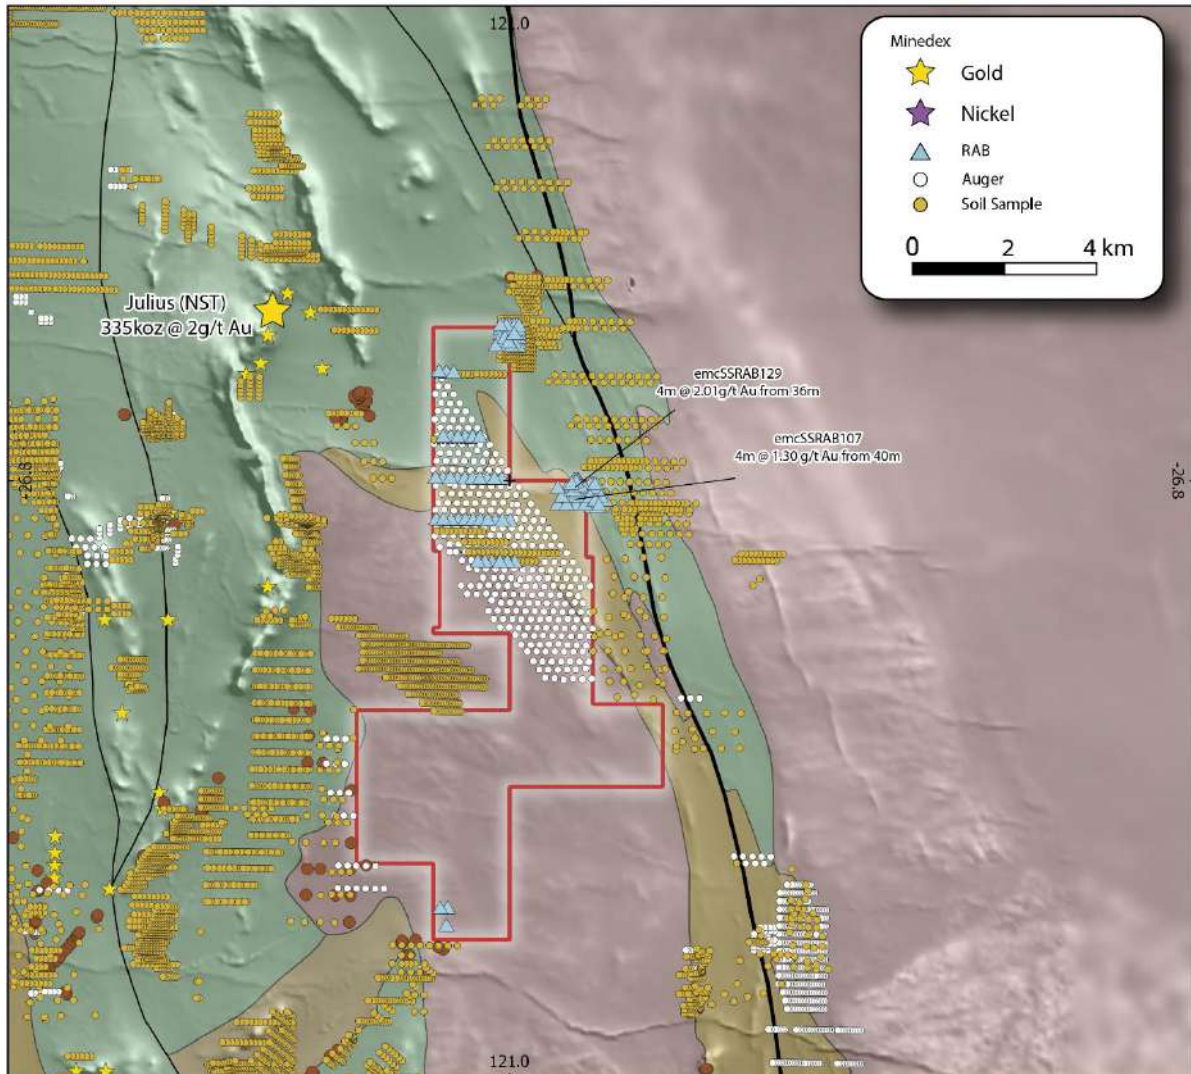 121.0
Minedex
Gold
Nickel
RAB
Auger
Soil Sample
0 2 4 km
Julius (NST)
335koz @ 2g/t Au
emcSSRAB129
4m @ 2.01g/t Au from 36m
emcSSRAB107
4m @ 1.30 g/t Au from 40m
-26.8
-26.8
121.0